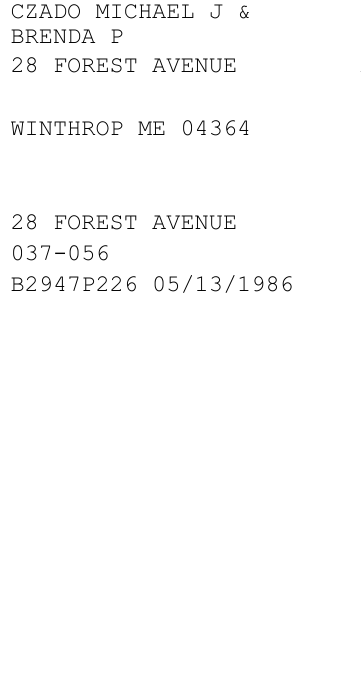 CZADO MICHAEL J &
BRENDA P
28 FOREST AVENUE
WINTHROP ME 04364
28 FOREST AVENUE
037-056
B2947P226 05/13/1986